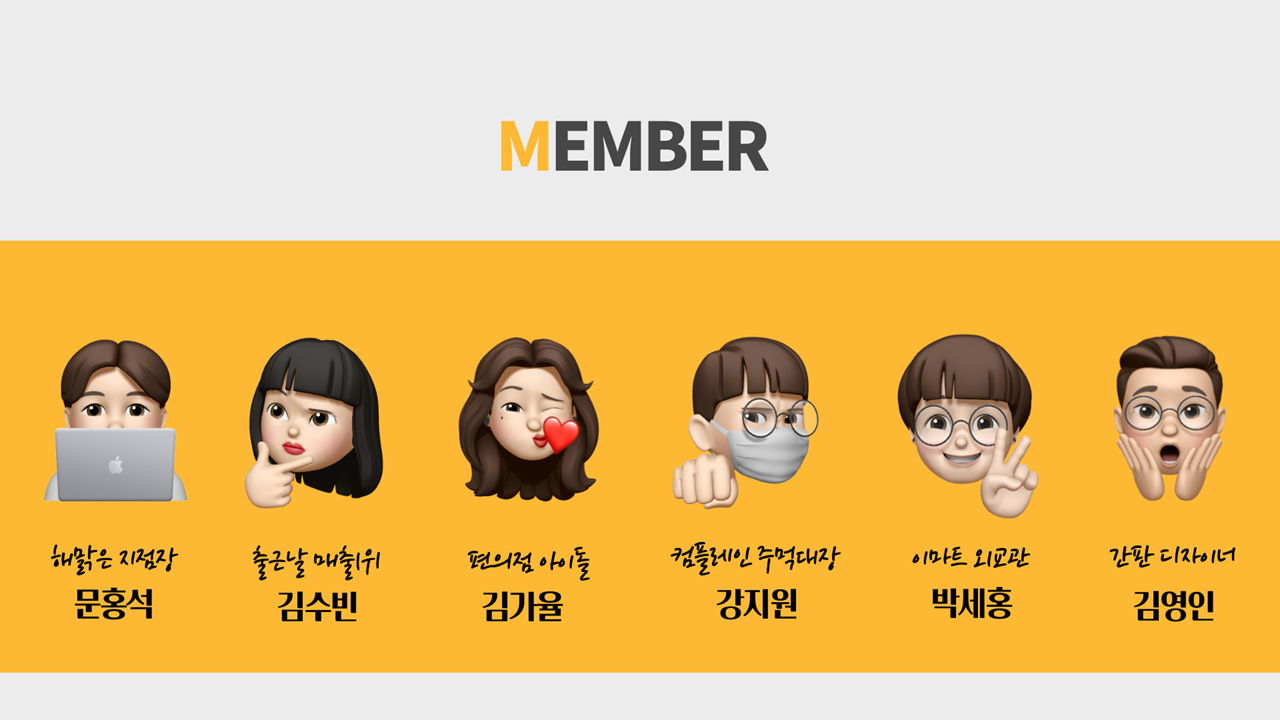 MEMBER
해맑은 지점장
문홍석
출근날 매출1위
김수빈
편의점 아이돌
김가율
컴플레인 주먹대장
강지원
이마트 외교관
박세홍
간판 디자이너
김영인